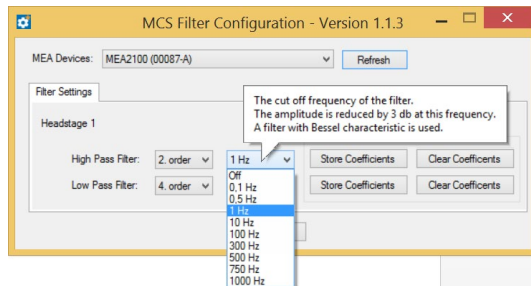 MCS Filter Configuration - Version 1.1.3
MEA Devices: MEA2100 (00087-A) Refresh
Filter Settings
The cut off frequency of the filter.
The amplitude is reduced by 3 db at this frequency.
A filter with Bessel characteristic is used.
Headstage 1
High Pass Filter: 2. order 1 Hz Store Coefficients Clear Coefficents
Low Pass Filter: 4. order Store Coefficients Clear Coefficents
Off
0,1 Hz
0,5 Hz
1 Hz
10 Hz
100 Hz
300 Hz
500 Hz
750 Hz
1000 Hz